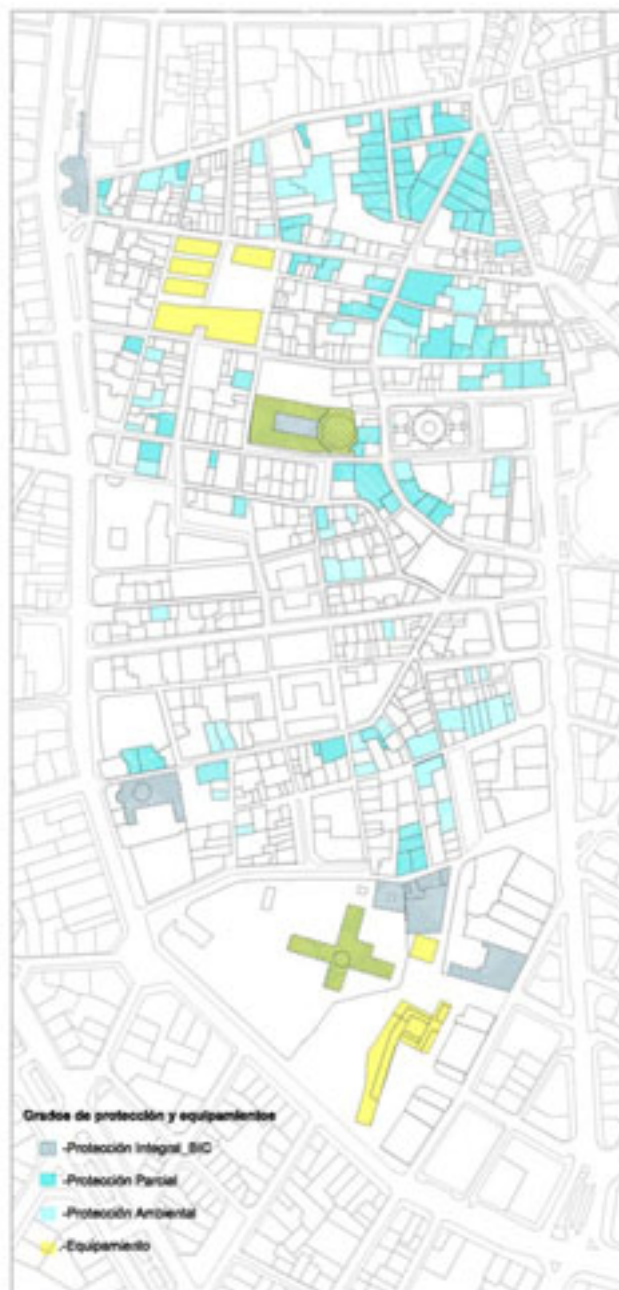 Grados de protección y equipamientos
-Protección Integral_BIC
-Protección Parcial
-Protección Ambiental
.-Equipamiento